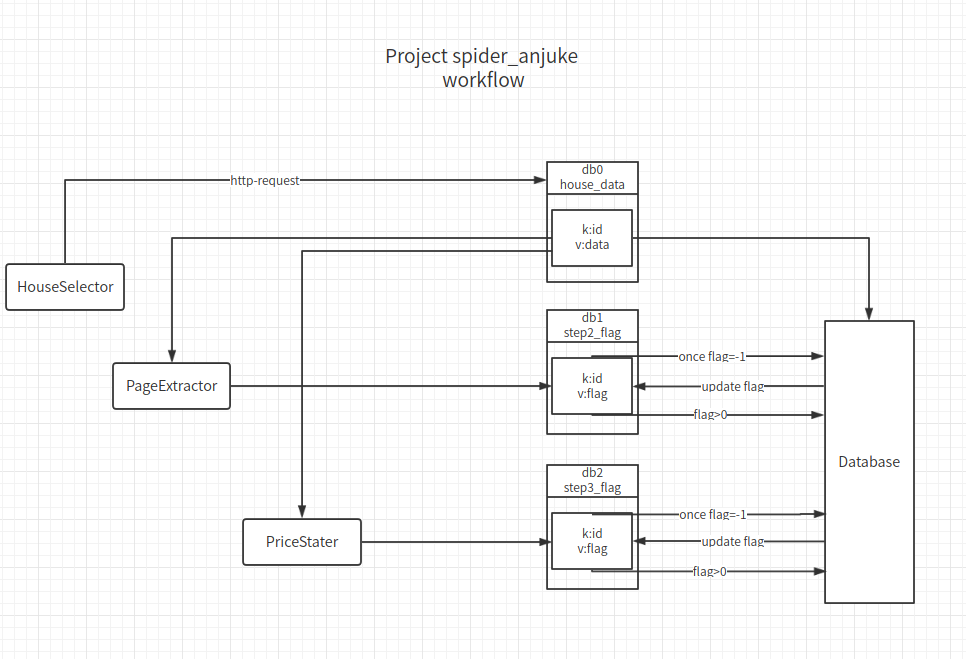 Project spider_anjuke
workflow
db0
house_data
http-request
k:id
v:data
HouseSelector
db1
step2_flag
once flag=-1
PageExtractor
k:id
v:flag
update flag
flag>0
Database
db2
step3_flag
once flag=-1
PriceStater
k:id
v:flag
update flag
flag>0